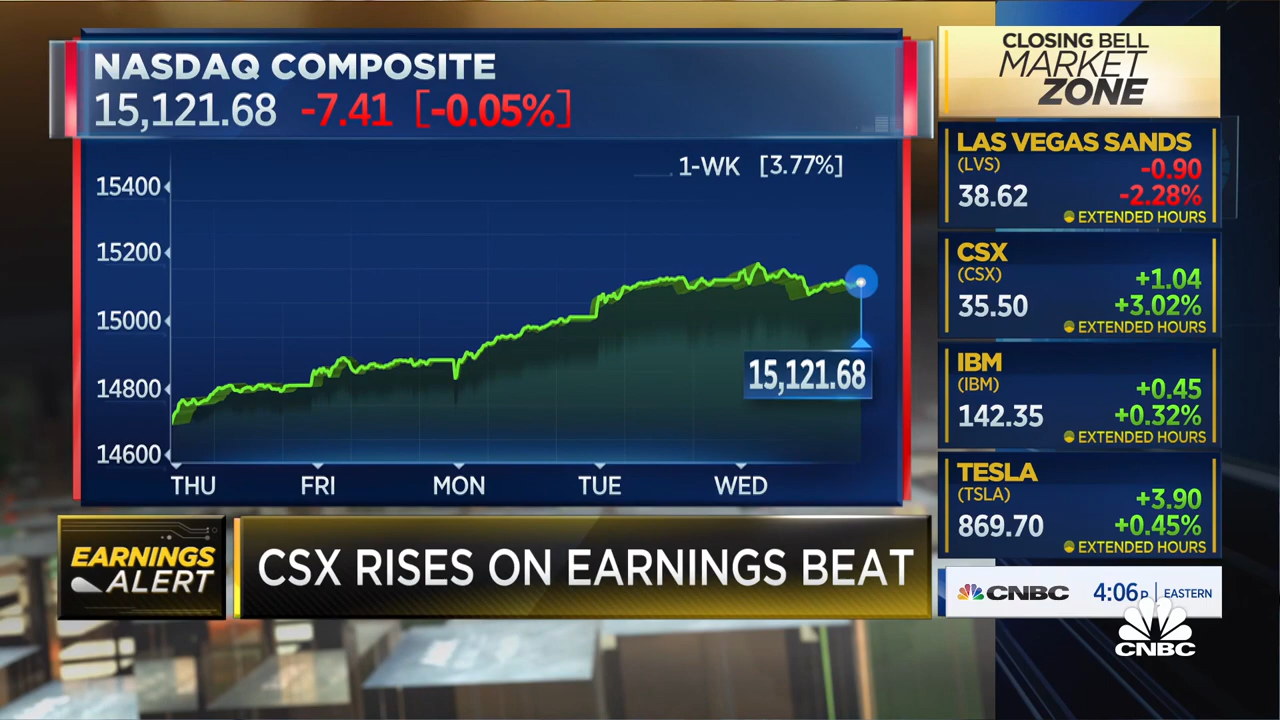 NASDAQ COMPOSITE
15,121.68 -7.41 [-0.05%]
1-WK [3.77%]
15400
15200
15000
14800
14600
15,121.68
THU FRI MON TUE WED
EARNINGS
ALERT
CSX RISES ON EARNINGS BEAT
CLOSING BELL
MARKET
ZONE
LAS VEGAS SANDS
(LVS) -0.90
38.62 -2.28%
EXTENDED HOURS
CSX
(CSX) +1.04
35.50 +3.02%
EXTENDED HOURS
IBM
(IBM) +0.45
142.35 +0.32%
EXTENDED HOURS
TESLA
(TSLA) +3.90
869.70 +0.45%
EXTENDED HOURS
CNBC 4:06P EASTERN
CNBC